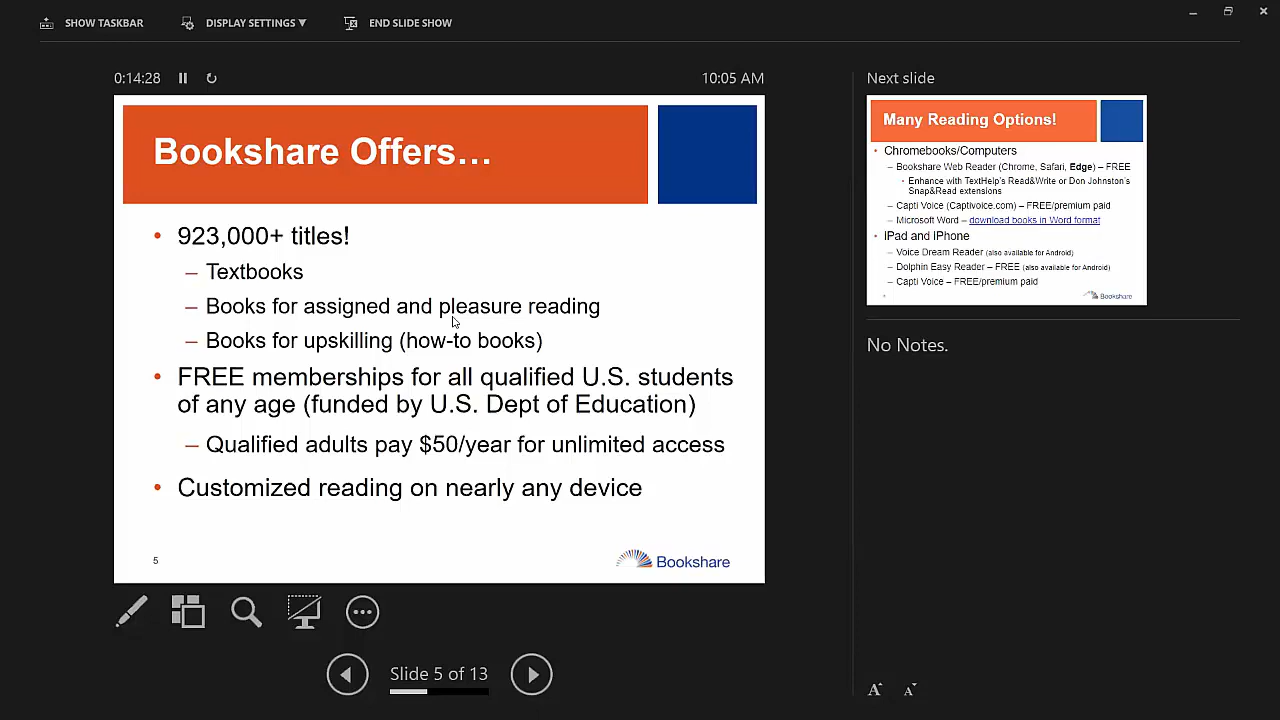 SHOW TASKBAR
DISPLAY SETTINGS ▼
END SLIDE SHOW
0:14:28
10:05 AM
Bookshare Offers…
• 923,000+ titles!
– Textbooks
– Books for assigned and pleasure reading
– Books for upskilling (how-to books)
• FREE memberships for all qualified U.S. students
of any age (funded by U.S. Dept of Education)
– Qualified adults pay $50/year for unlimited access
• Customized reading on nearly any device
5
Bookshare
Slide 5 of 13
Next slide
Many Reading Options!
• Chromebooks/Computers
– Bookshare Web Reader (Chrome, Safari, Edge) – FREE
• Enhance with TextHelp's Read&Write or Don Johnston's
Snap&Read extensions
– Capti Voice (Captivoice.com) – FREE/premium paid
– Microsoft Word – download books in Word format
• iPad and iPhone
– Voice Dream Reader (also available for Android)
– Dolphin Easy Reader – FREE (also available for Android)
– Capti Voice – FREE/premium paid
Bookshare
No Notes.
A A